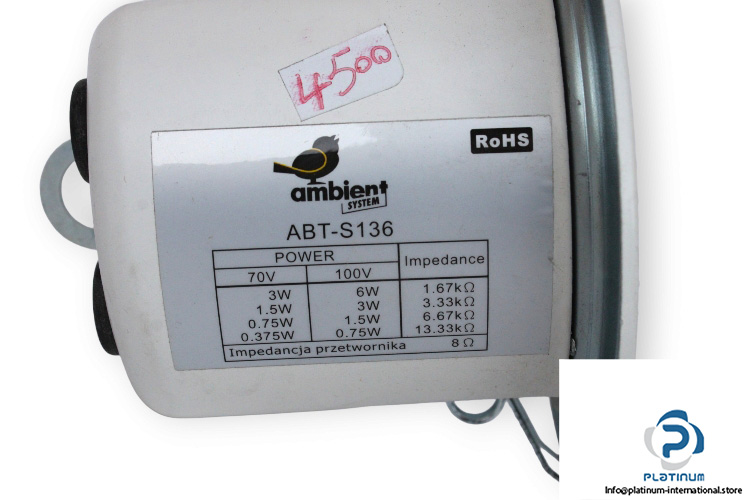 4500
RoHS
ambient
SYSTEM
ABT-S136
POWER Impedance
70V 100V
3W 6W 1.67kΩ
1.5W 3W 3.33kΩ
0.75W 1.5W 6.67kΩ
0.375W 0.75W 13.33kΩ
Impedancja przetwornika 8Ω
PLATINUM
Info@platinum-international.store